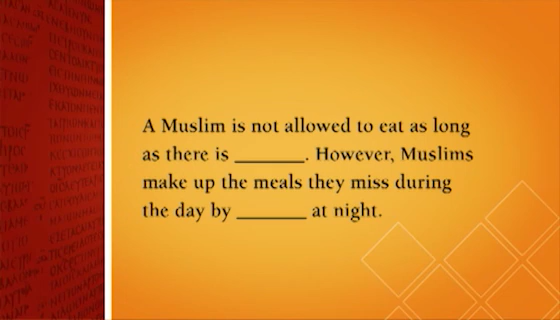 A Muslim is not allowed to eat as long
as there is _______. However, Muslims
make up the meals they miss during
the day by _______ at night.